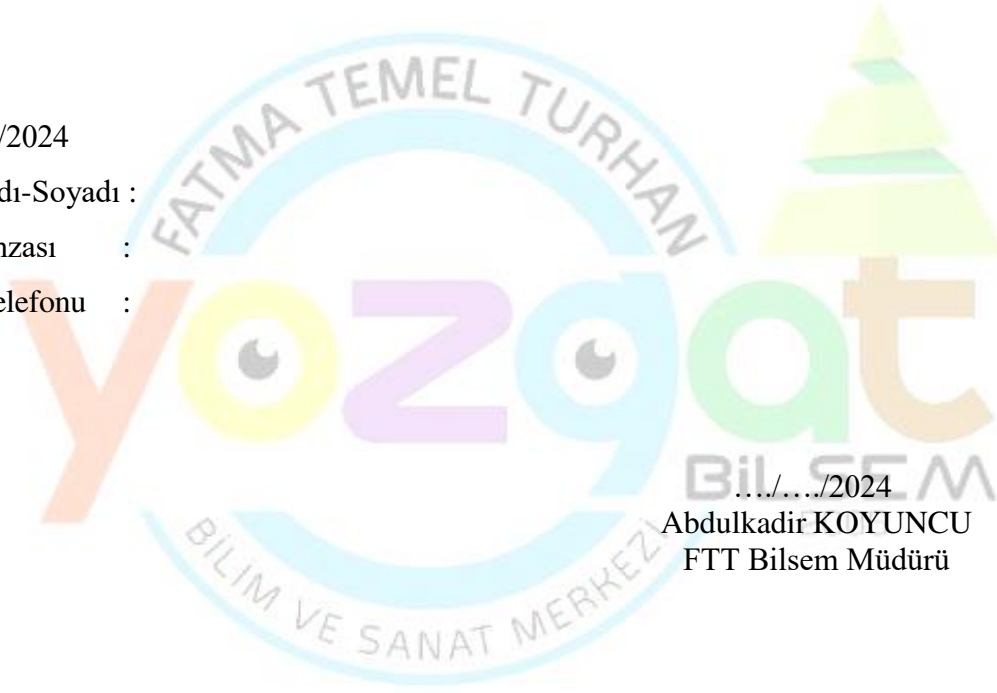 /2024
dı-Soyadı :
nzası :
elefonu :
FATMA TEMEL TURHAN
yozgat
BİLSEM
BİLİM VE SANAT MERKEZİ
…./…./2024
Abdulkadir KOYUNCU
FTT Bilsem Müdürü